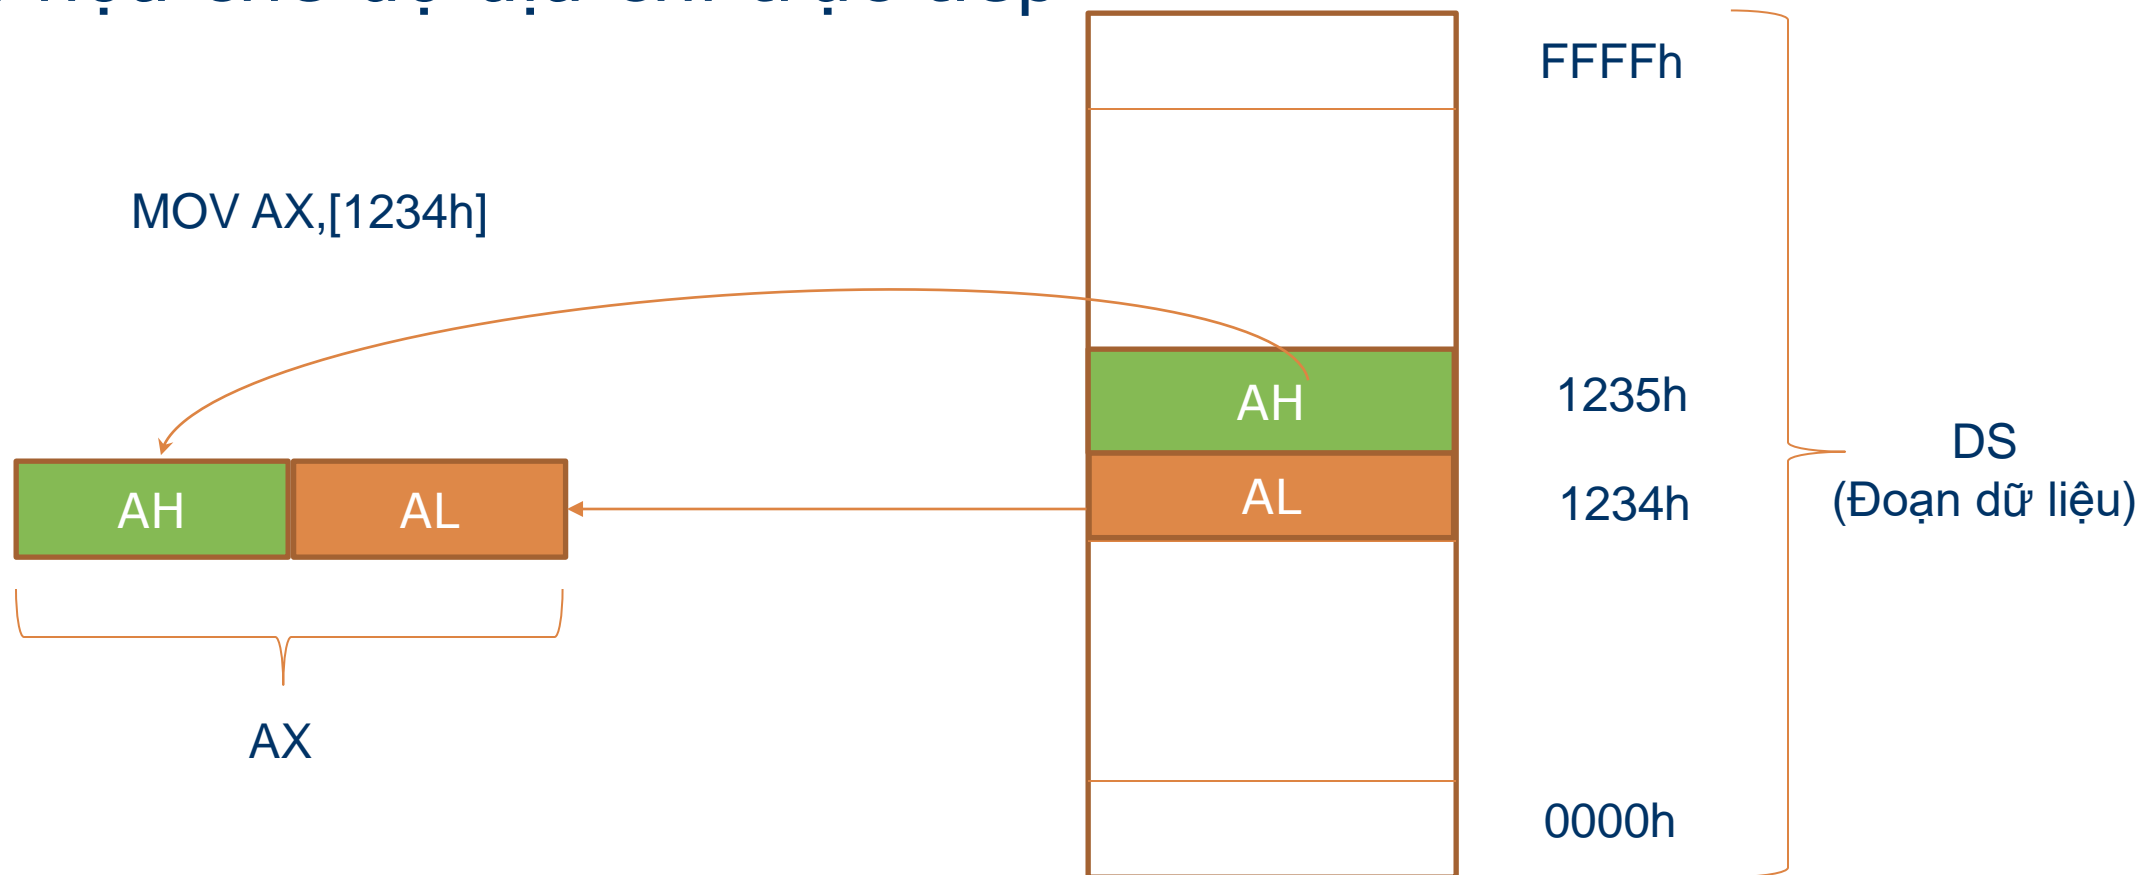 FFFFh
MOV AX,[1234h]
AH
1235h
AL
1234h
DS
(Đoạn dữ liệu)
AH
AL
AX
0000h